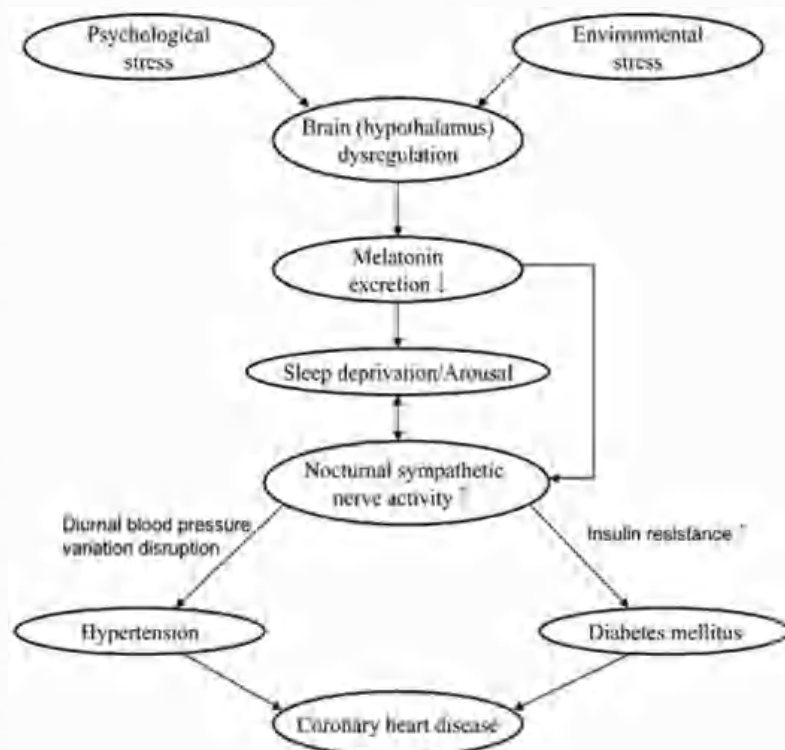 Psychological
stress
Environmental
stress
Brain (hypothalamus)
dysregulation
Melatonin
excretion ↓
Sleep deprivation/Arousal
Nocturnal sympathetic
nerve activity ↑
Diurnal blood pressure
variation disruption
Insulin resistance ↑
Hypertension
Diabetes mellitus
Coronary heart disease